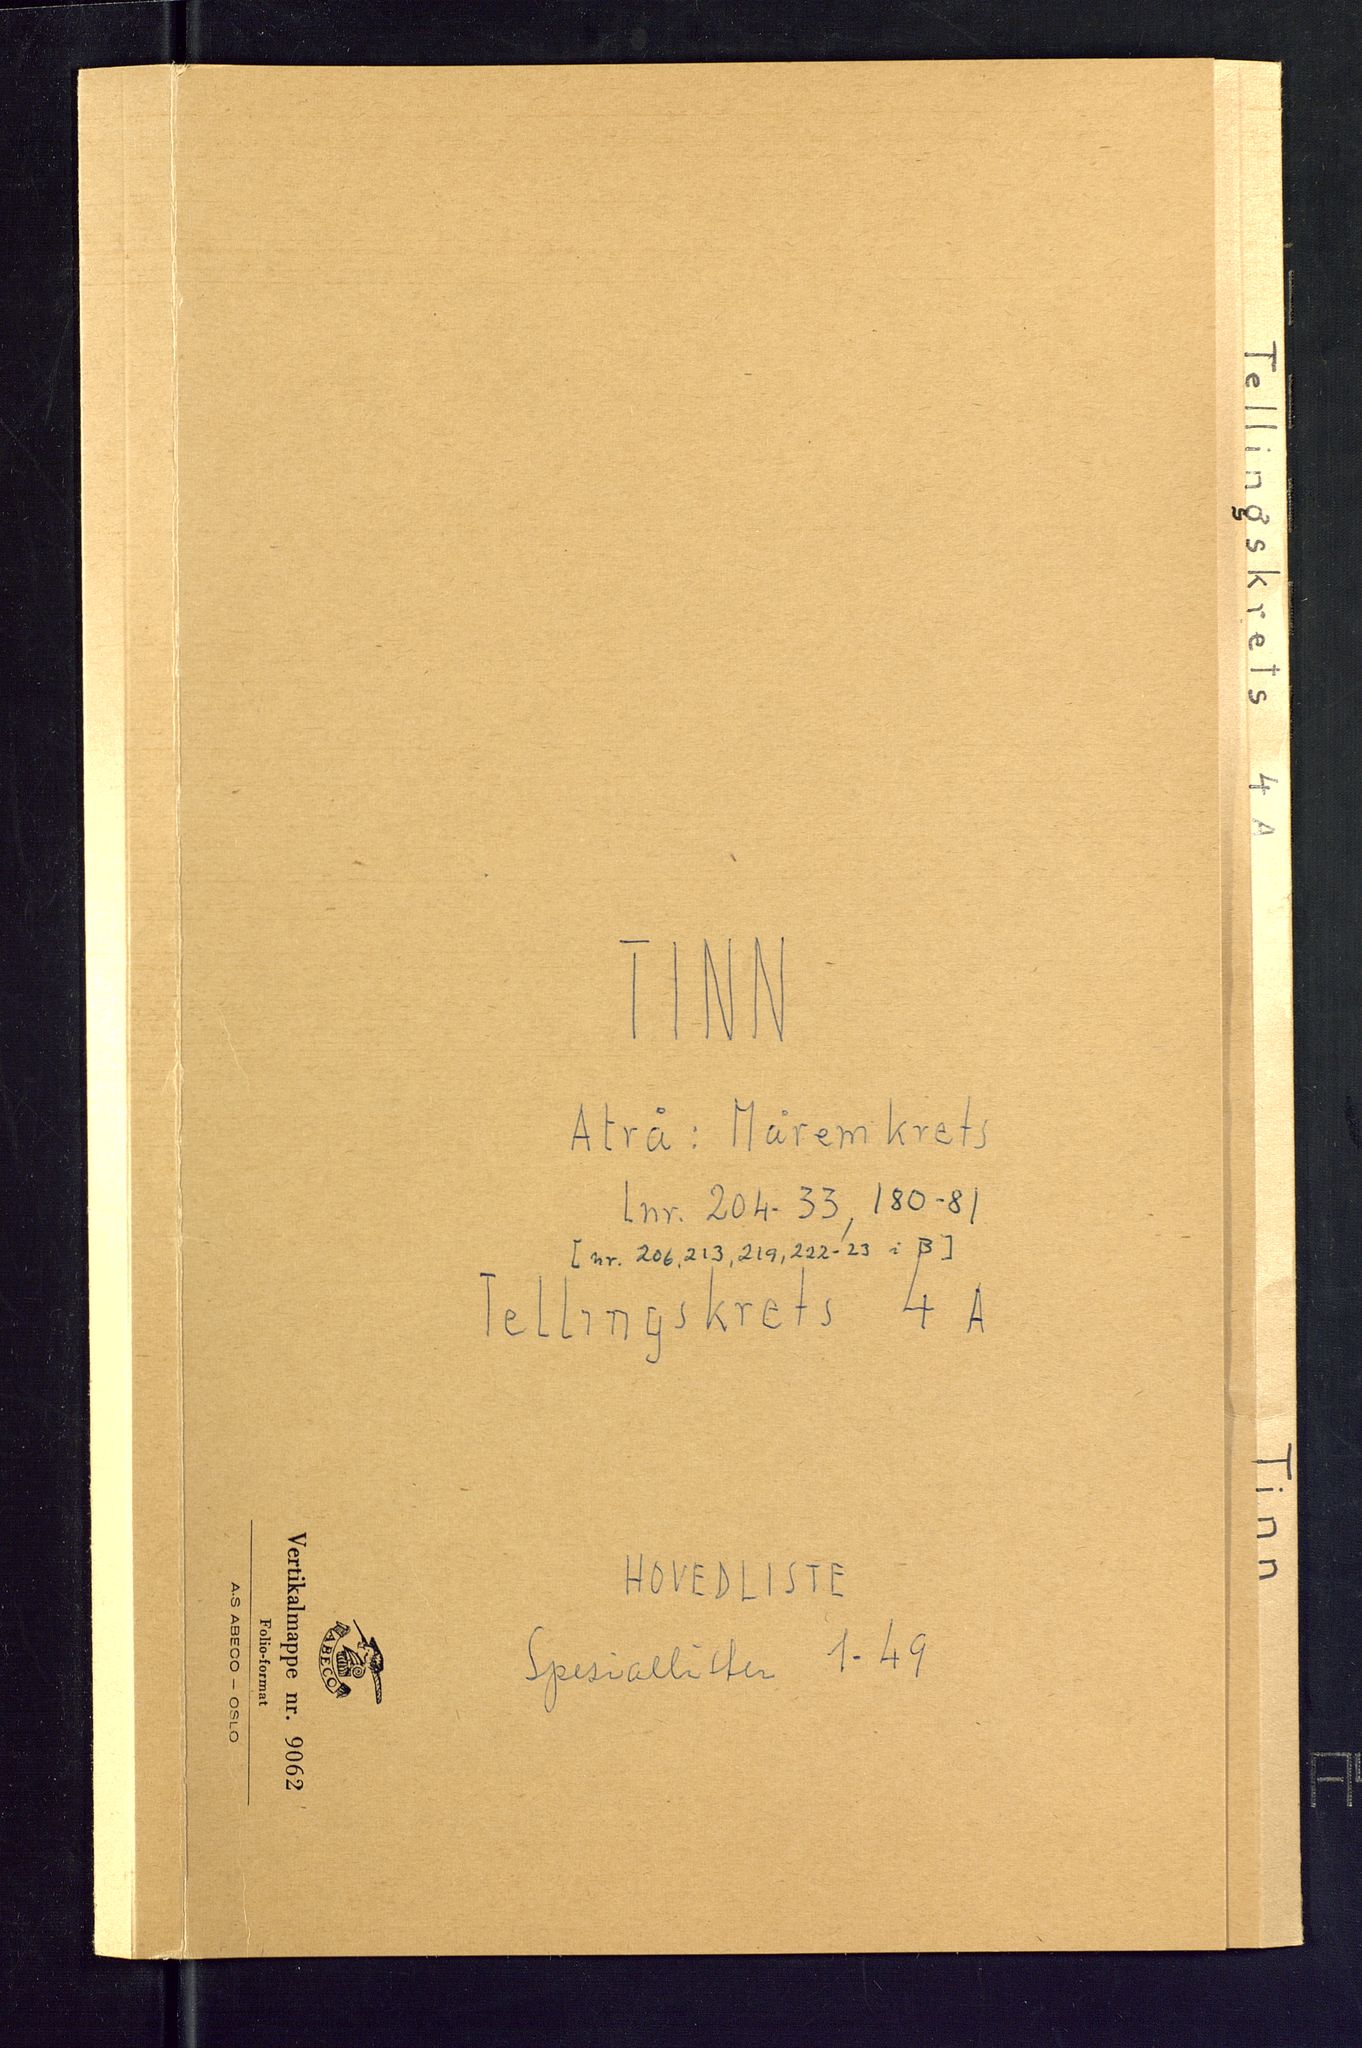 TINN
Atrå: Måremkrets
lnr. 204-33, 180-81
[nr. 206, 213, 219, 222-23 i B]
Tellingskrets 4 A
HOVEDLISTE
Spesiallister 1-49
Tellingskrets 4 A
Tinn
ABECO
Vertikalmappe nr. 9062
Folio-format
A.S ABECO – OSLO